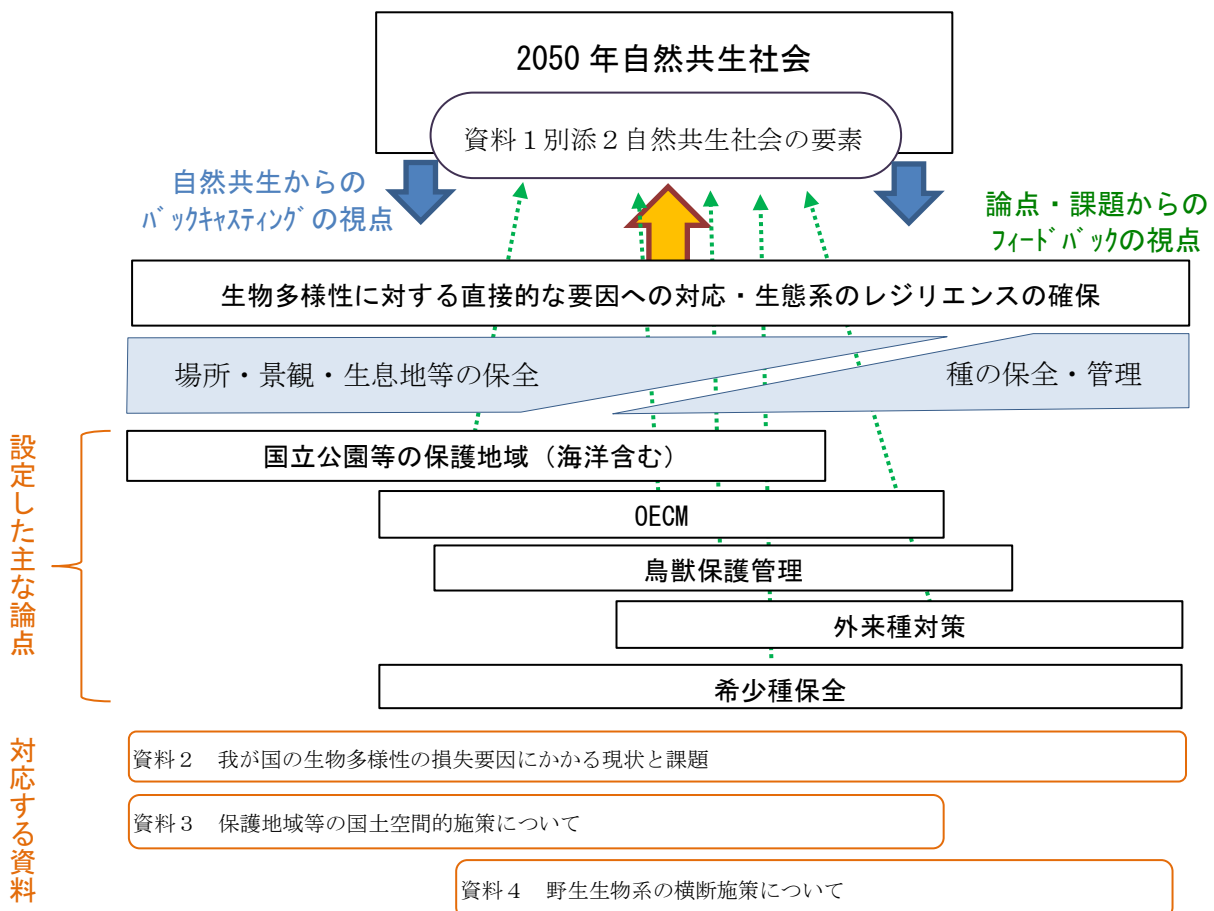 2050 年自然共生社会
資料１別添２自然共生社会の要素
自然共生からの
ﾊﾞｯｸｷｬｽﾃｨﾝｸﾞの視点
論点・課題からの
ﾌｨｰﾄﾞﾊﾞｯｸの視点
生物多様性に対する直接的な要因への対応・生態系のレジリエンスの確保
場所・景観・生息地等の保全
種の保全・管理
設定した主な論点
国立公園等の保護地域（海洋含む）
OECM
鳥獣保護管理
外来種対策
希少種保全
対応する資料
資料２　我が国の生物多様性の損失要因にかかる現状と課題
資料３　保護地域等の国土空間的施策について
資料４　野生生物系の横断施策について